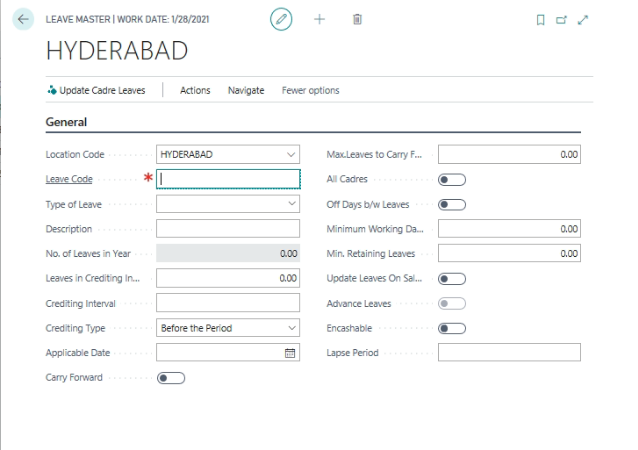 LEAVE MASTER | WORK DATE: 1/28/2021
HYDERABAD
Update Cadre Leaves Actions Navigate Fewer options
General
Location Code HYDERABAD
Leave Code *
Type of Leave
Description
No. of Leaves in Year 0.00
Leaves in Crediting In... 0.00
Crediting Interval
Crediting Type Before the Period
Applicable Date
Carry Forward
Max.Leaves to Carry F... 0.00
All Cadres
Off Days b/w Leaves
Minimum Working Da... 0.00
Min. Retaining Leaves 0.00
Update Leaves On Sal...
Advance Leaves
Encashable
Lapse Period